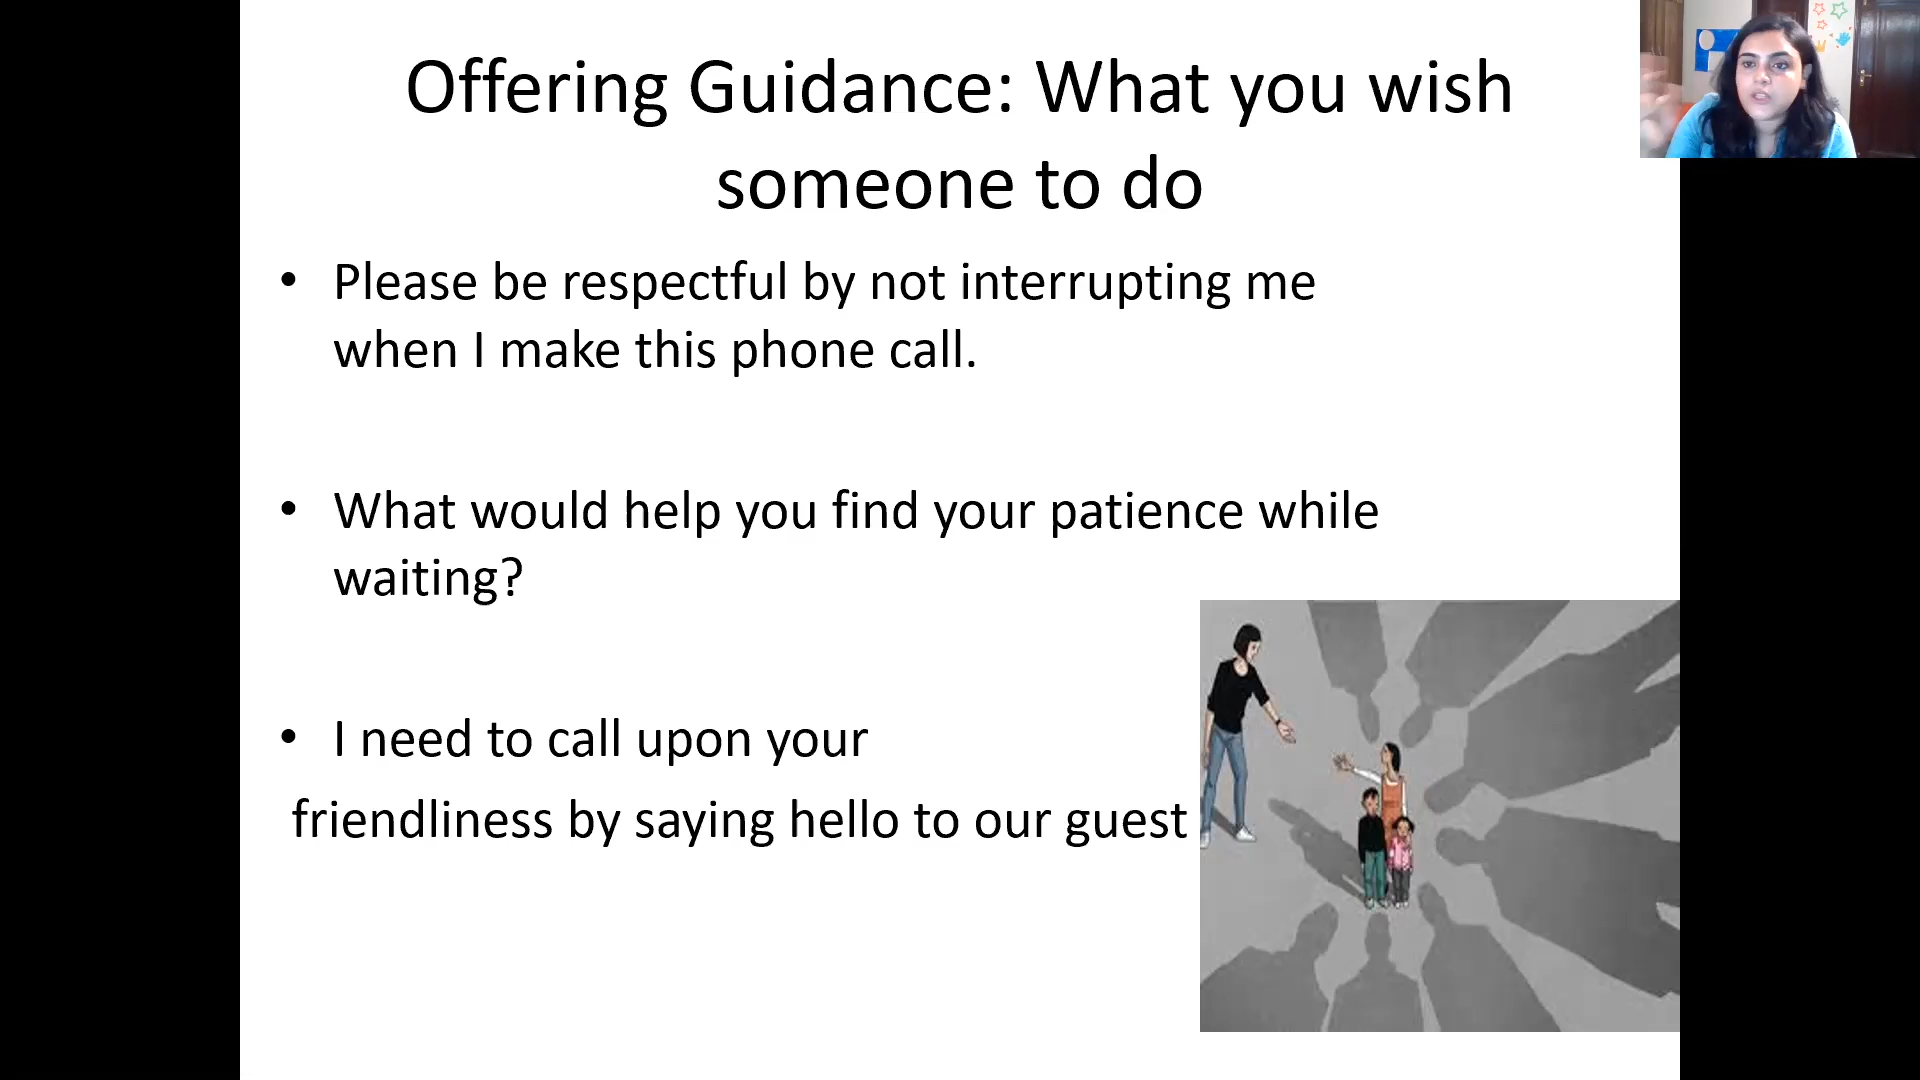 Offering Guidance: What you wish
someone to do
• Please be respectful by not interrupting me
when I make this phone call.
• What would help you find your patience while
waiting?
• I need to call upon your
friendliness by saying hello to our guest